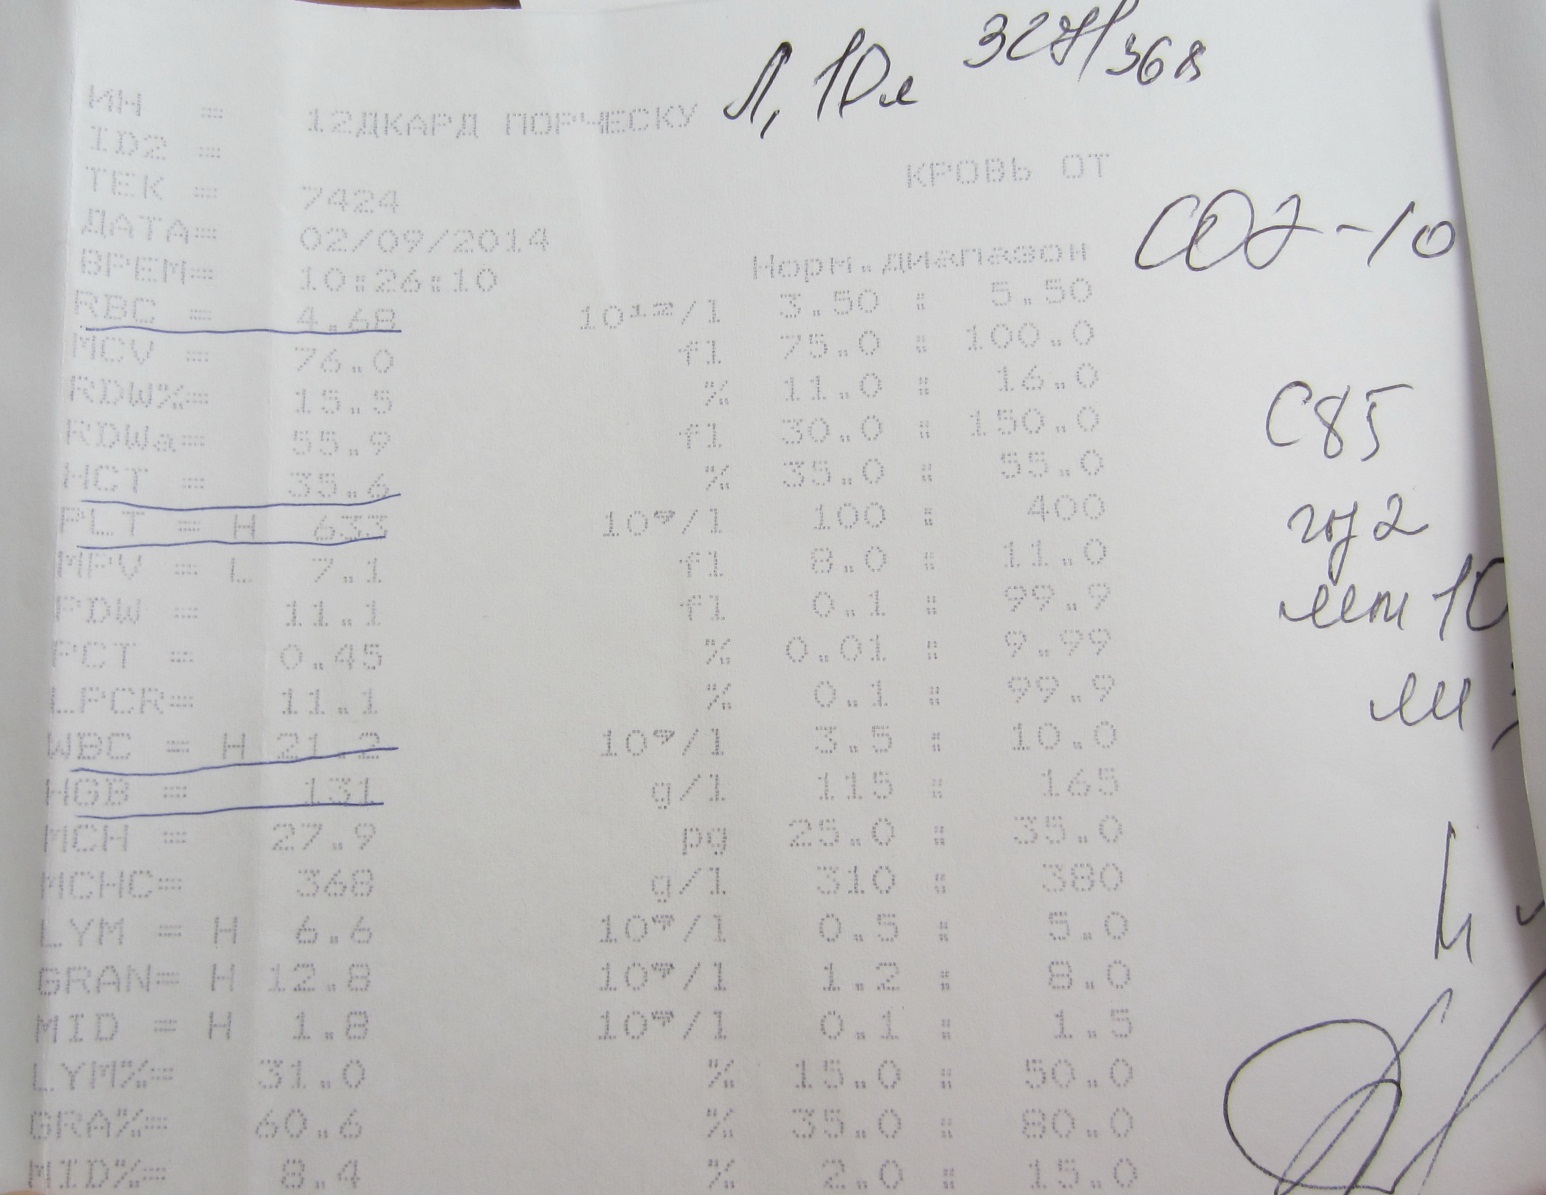 327/368
Л, 10л
ИН = 12ДКАРД ПОРЧЕСКУ
ID2 =
КРОВЬ ОТ
ТЕК = 7424
ДАТА= 02/09/2014
СОЭ-10
ВРЕМ= 10:26:10 Норм.диапазон
RBC = 4.68 10¹²/l 3.50 : 5.50
MCV = 76.0 fl 75.0 : 100.0
RDW%= 15.5 % 11.0 : 16.0
RDWa= 55.9 fl 30.0 : 150.0
С85
HCT = 35.6 % 35.0 : 55.0
PLT = H 633 10⁹/l 100 : 400
MPV = L 7.1 fl 8.0 : 11.0
PDW = 11.1 fl 0.1 : 99.9
PCT = 0.45 % 0.01 : 9.99
LPCR= 11.1 % 0.1 : 99.9
WBC = H 21.2 10⁹/l 3.5 : 10.0
HGB = 131 g/l 115 : 165
MCH = 27.9 pg 25.0 : 35.0
MCHC= 368 g/l 310 : 380
LYM = H 6.6 10⁹/l 0.5 : 5.0
GRAN= H 12.8 10⁹/l 1.2 : 8.0
MID = H 1.8 10⁹/l 0.1 : 1.5
LYM%= 31.0 % 15.0 : 50.0
GRA%= 60.6 % 35.0 : 80.0
MID%= 8.4 % 2.0 : 15.0